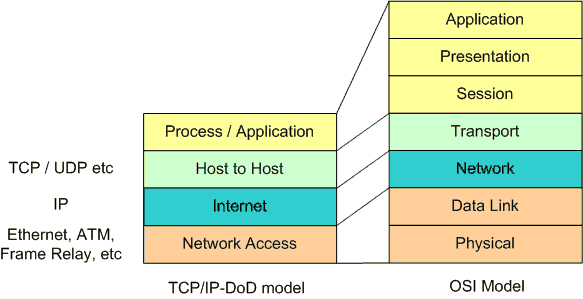 Application
Presentation
Session
Process / Application
Transport
TCP / UDP etc
Host to Host
Network
IP
Internet
Data Link
Ethernet, ATM,
Frame Relay, etc
Network Access
Physical
TCP/IP-DoD model
OSI Model